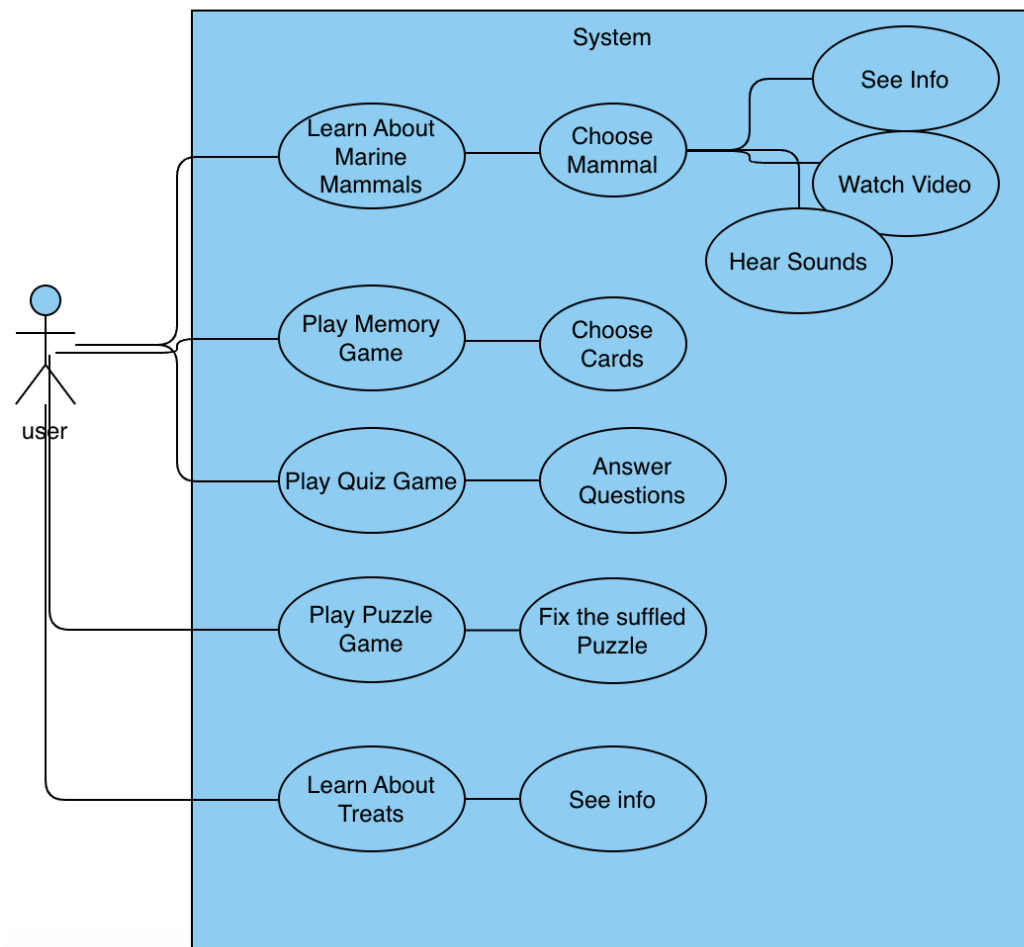 System
See Info
Learn About
Marine
Mammals
Choose
Mammal
Watch Video
Hear Sounds
Play Memory
Game
Choose
Cards
user
Play Quiz Game
Answer
Questions
Play Puzzle
Game
Fix the suffled
Puzzle
Learn About
Treats
See info